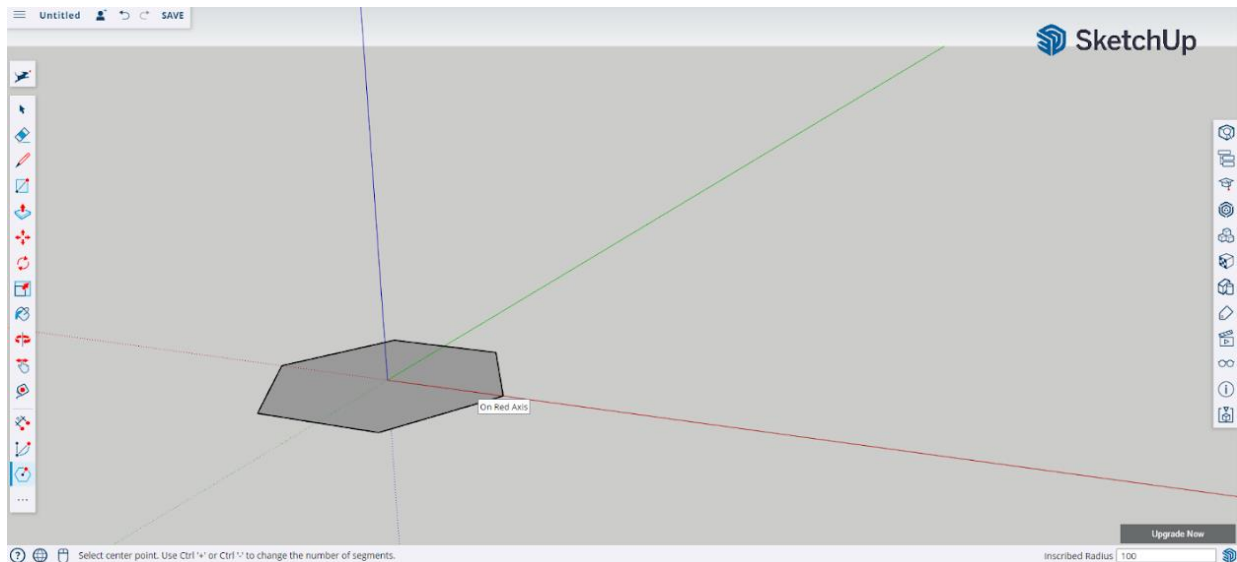 Untitled SAVE
SketchUp
On Red Axis
Upgrade Now
Select center point. Use Ctrl '+' or Ctrl '-' to change the number of segments.
Inscribed Radius 100